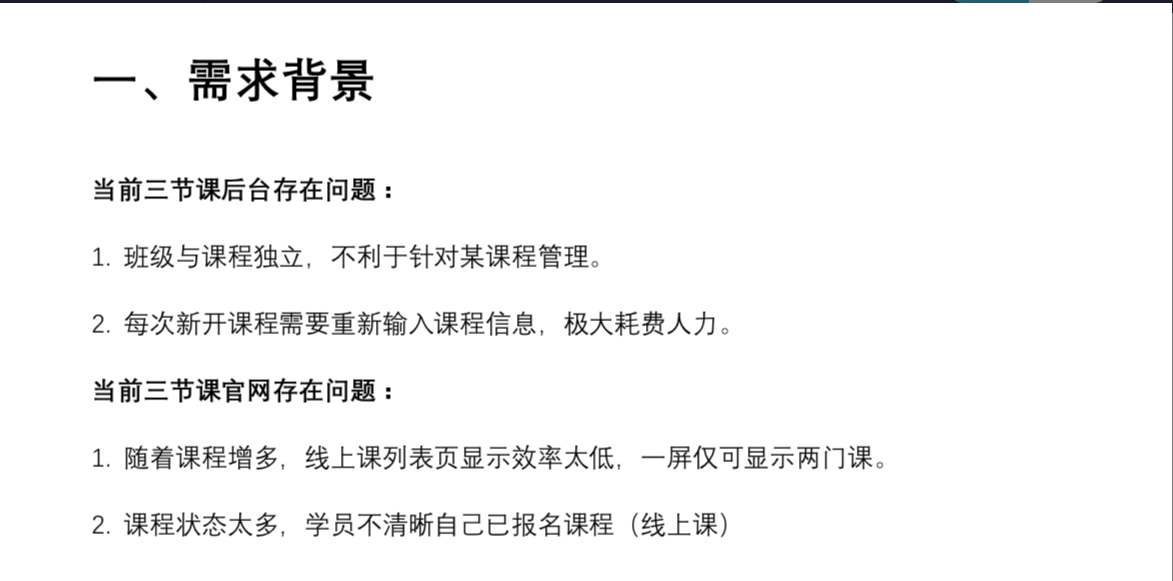 一、需求背景
当前三节课后台存在问题：
1. 班级与课程独立，不利于针对某课程管理。
2. 每次新开课程需要重新输入课程信息，极大耗费人力。
当前三节课官网存在问题：
1. 随着课程增多，线上课列表页显示效率太低，一屏仅可显示两门课。
2. 课程状态太多，学员不清晰自己已报名课程（线上课）